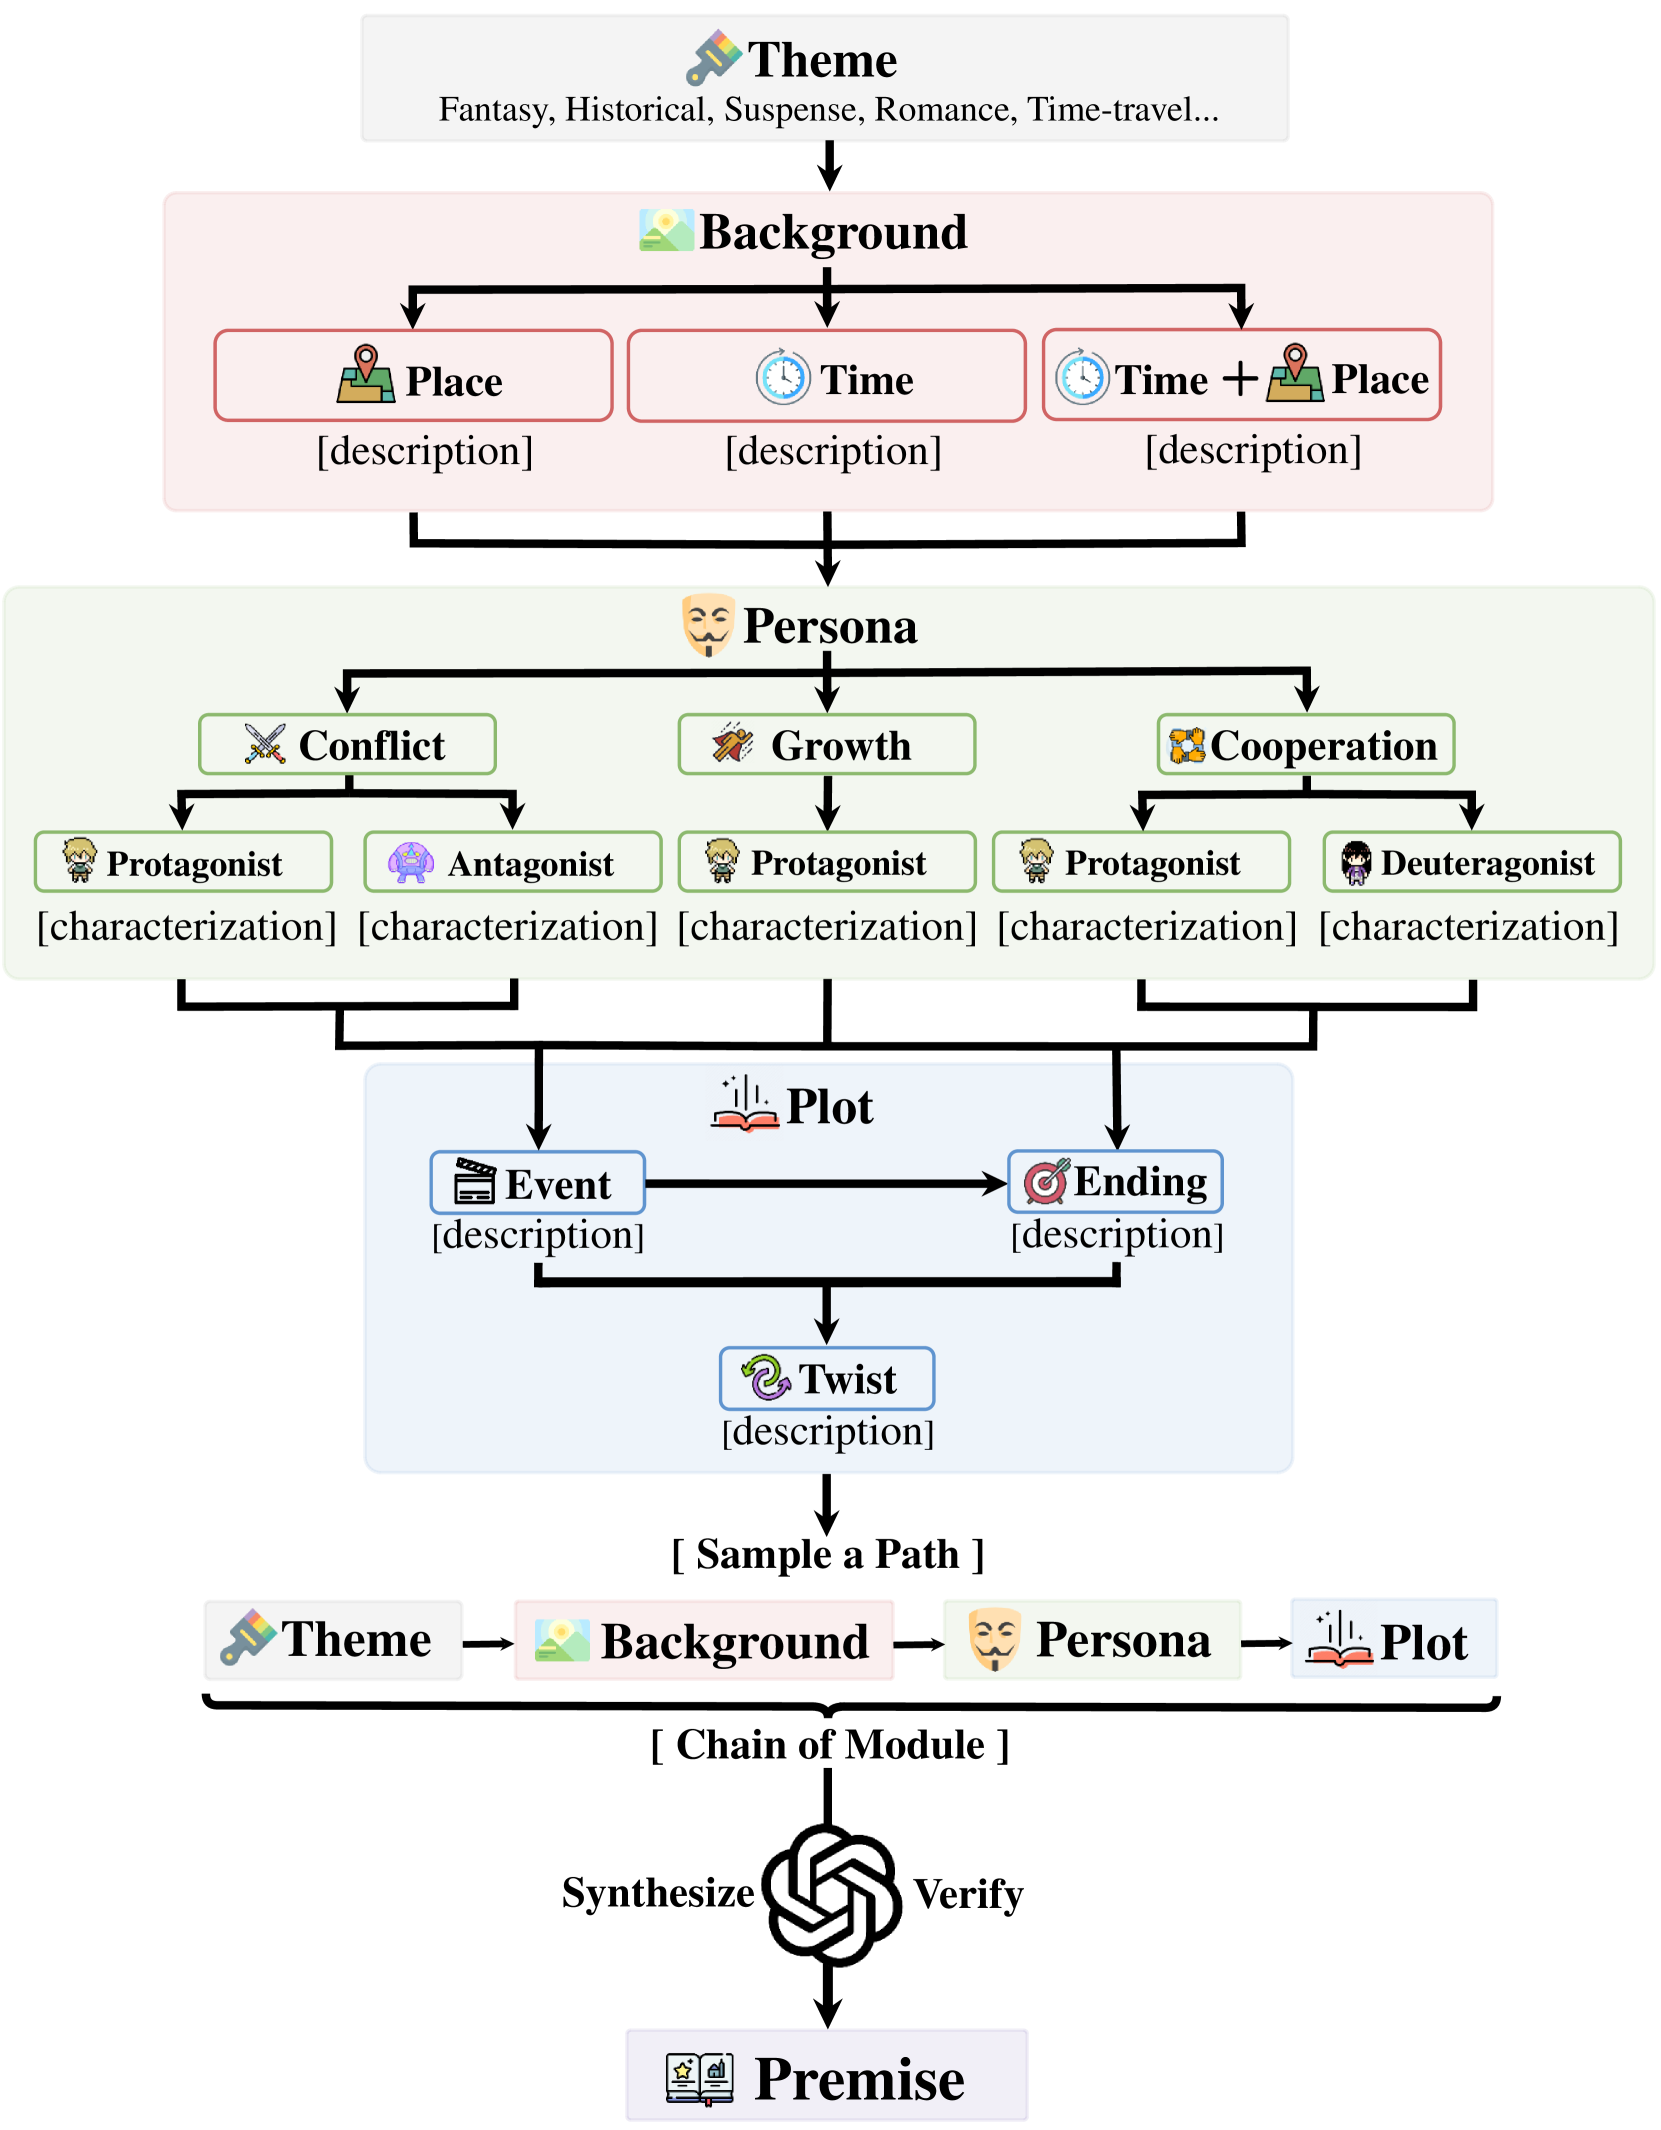 Theme
Fantasy, Historical, Suspense, Romance, Time-travel...
Background
Place
Time
Time + Place
[description]
[description]
[description]
Persona
Conflict
Growth
Cooperation
Protagonist
Antagonist
Protagonist
Protagonist
Deuteragonist
[characterization]
[characterization]
[characterization]
[characterization]
[characterization]
Plot
Event
Ending
[description]
[description]
Twist
[description]
[ Sample a Path ]
Theme
Background
Persona
Plot
[ Chain of Module ]
Synthesize
Verify
Premise